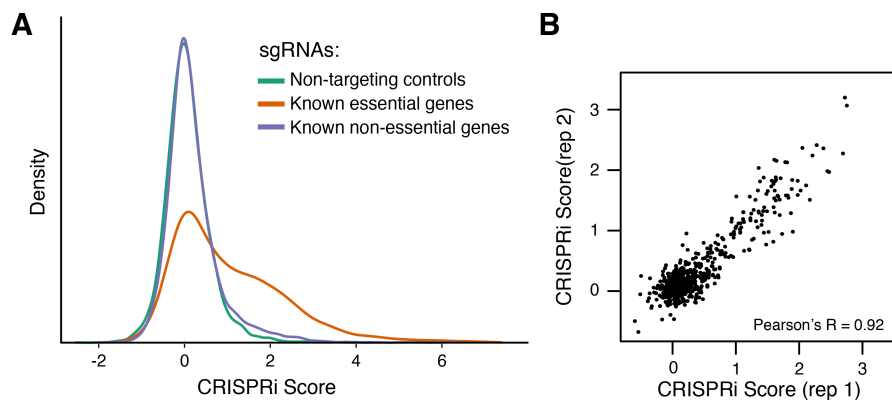 A
sgRNAs:
Non-targeting controls
Known essential genes
Known non-essential genes
Density
-2 0 2 4 6
CRISPRi Score
B
3
2
1
0
CRISPRi Score(rep 2)
Pearson's R = 0.92
0 1 2 3
CRISPRi Score (rep 1)